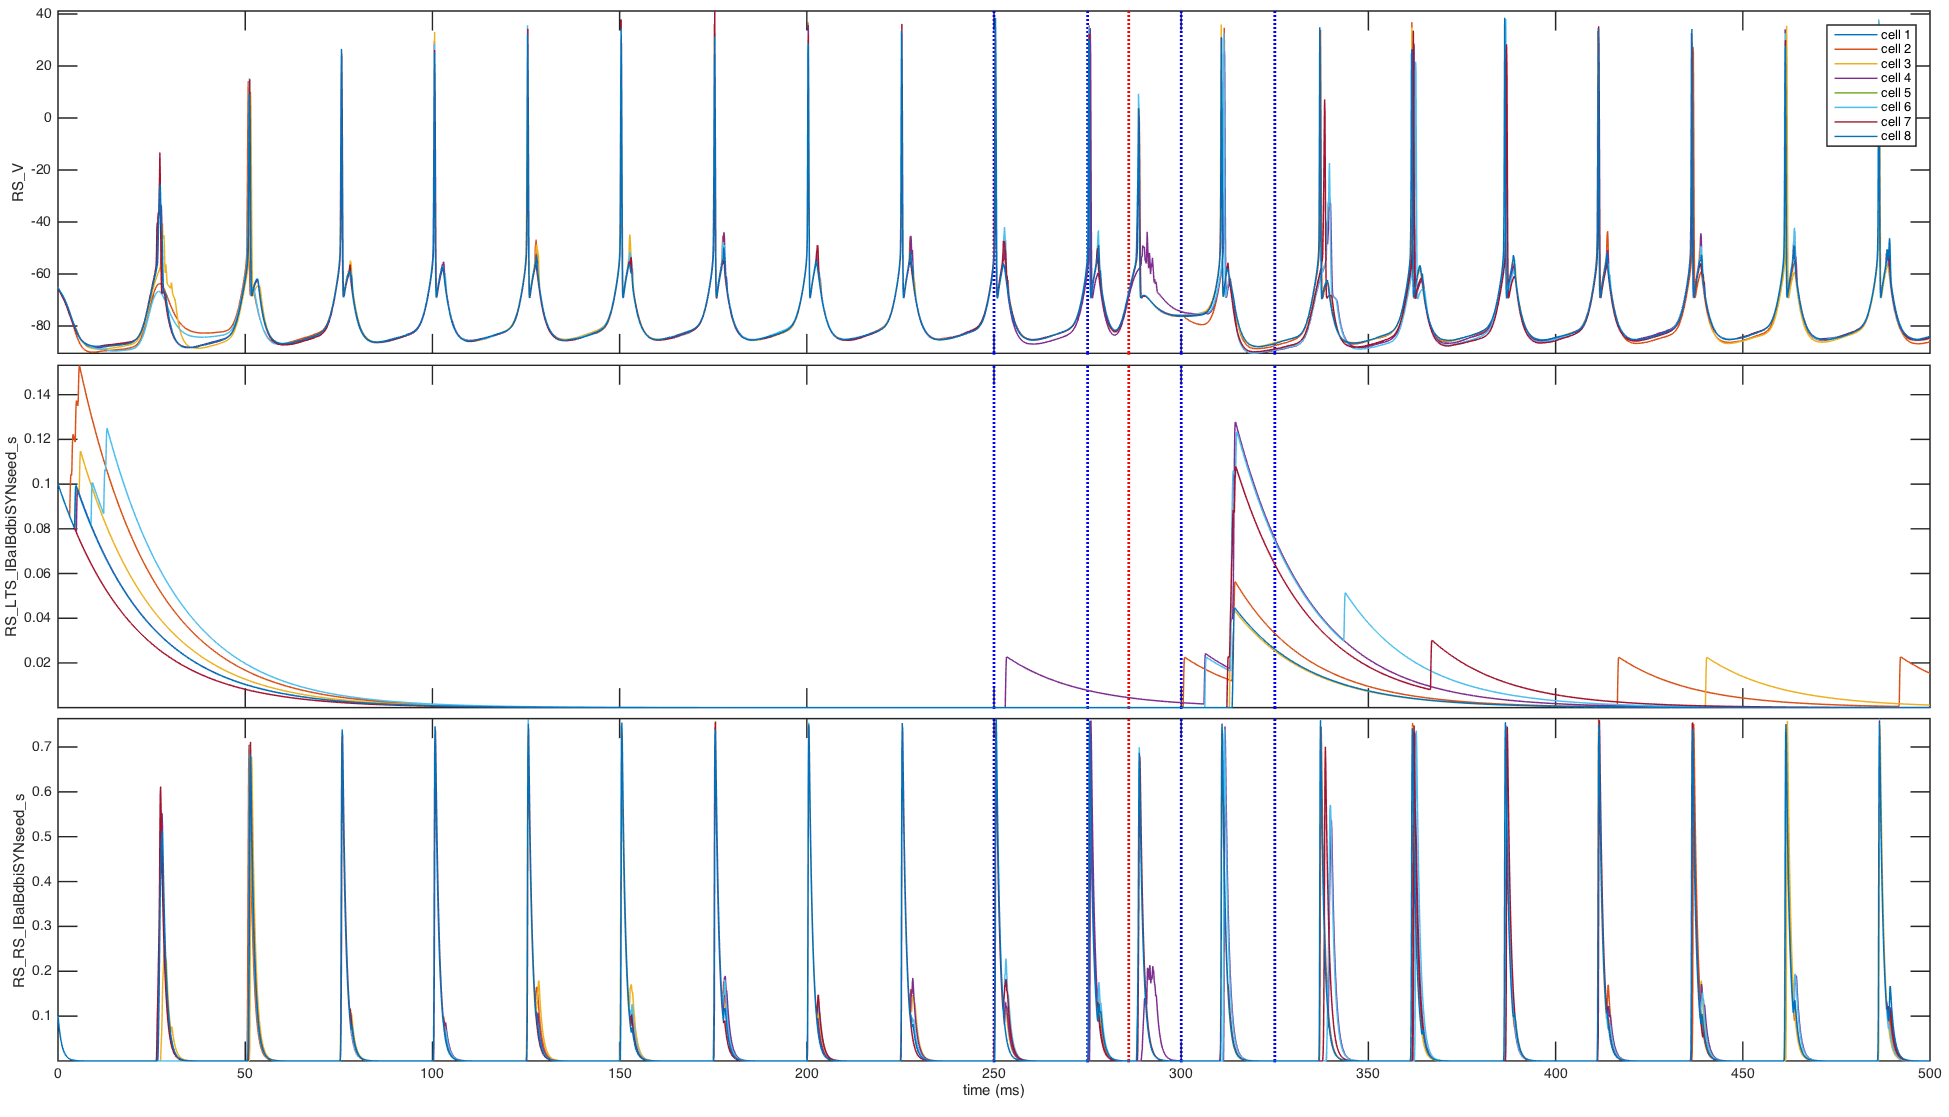 40
20
0
-20
-40
-60
-80
RS_V
cell 1
cell 2
cell 3
cell 4
cell 5
cell 6
cell 7
cell 8
0.14
0.12
0.1
0.08
0.06
0.04
0.02
RS_LTS_IBaIBdbiSYNseed_s
0.7
0.6
0.5
0.4
0.3
0.2
0.1
RS_RS_IBaIBdbiSYNseed_s
0 50 100 150 200 250 300 350 400 450 500
time (ms)